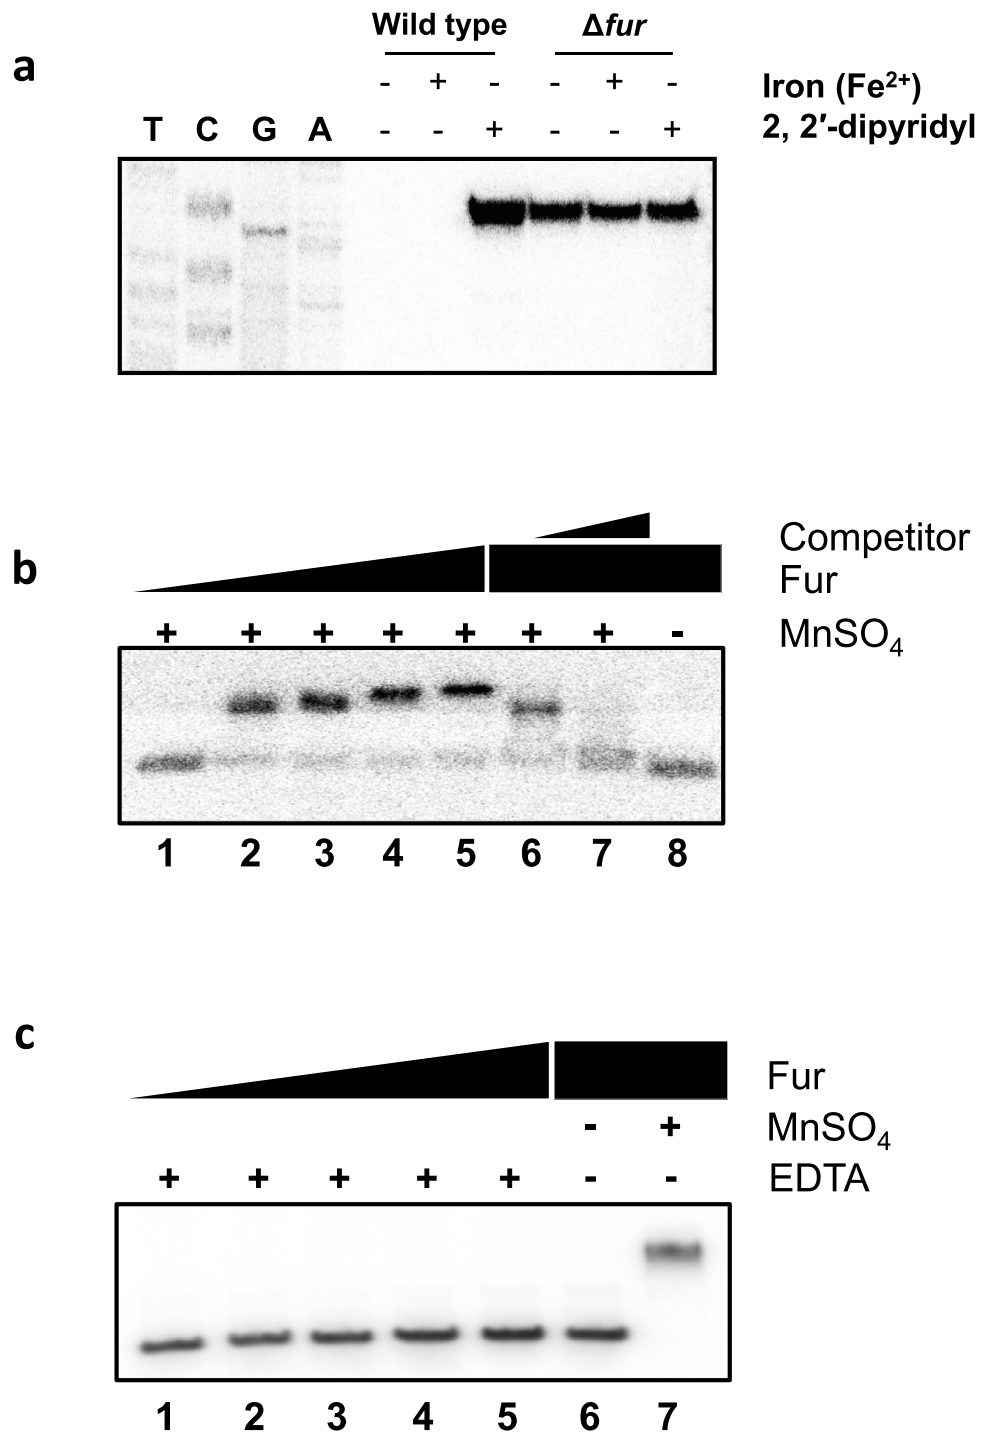 a
Wild type Δfur
- + - - + - Iron (Fe²⁺)
T C G A - - + - - + 2, 2′-dipyridyl
b
Competitor
Fur
+ + + + + + + - MnSO₄
1 2 3 4 5 6 7 8
c
Fur
- + MnSO₄
+ + + + + - - EDTA
1 2 3 4 5 6 7